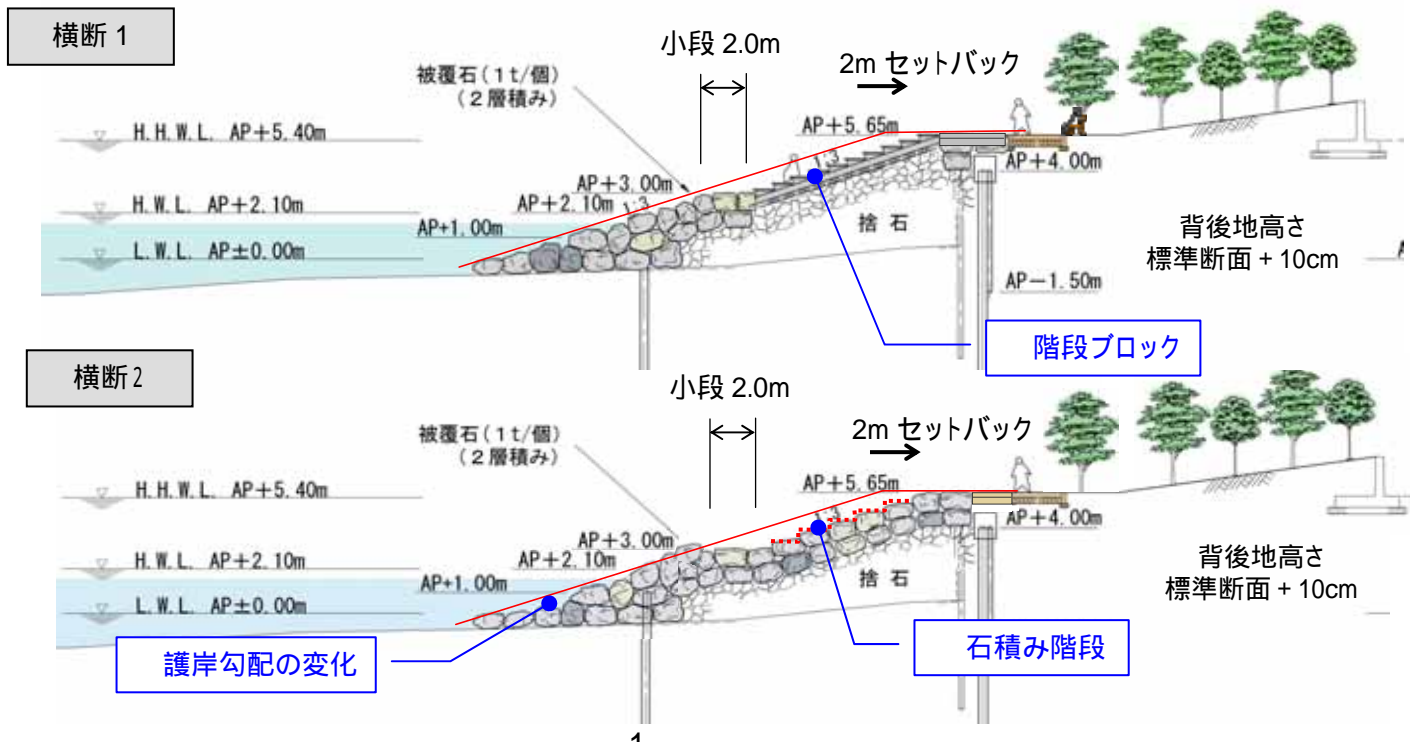 横断 1
小段 2.0m
被覆石(1t/個)
(2層積み)
2m セットバック
H.H.W.L. AP+5.40m
AP+5.65m
1:3
AP+4.00m
AP+3.00m
1:3
H.W.L. AP+2.10m
AP+2.10m
AP+1.00m
捨石
L.W.L. AP±0.00m
背後地高さ
標準断面 + 10cm
AP-1.50m
階段ブロック
横断2
小段 2.0m
被覆石(1t/個)
(2層積み)
2m セットバック
H.H.W.L. AP+5.40m
AP+5.65m
1:3
AP+4.00m
AP+3.00m
H.W.L. AP+2.10m
AP+2.10m
AP+1.00m
捨石
L.W.L. AP±0.00m
背後地高さ
標準断面 + 10cm
護岸勾配の変化
石積み階段